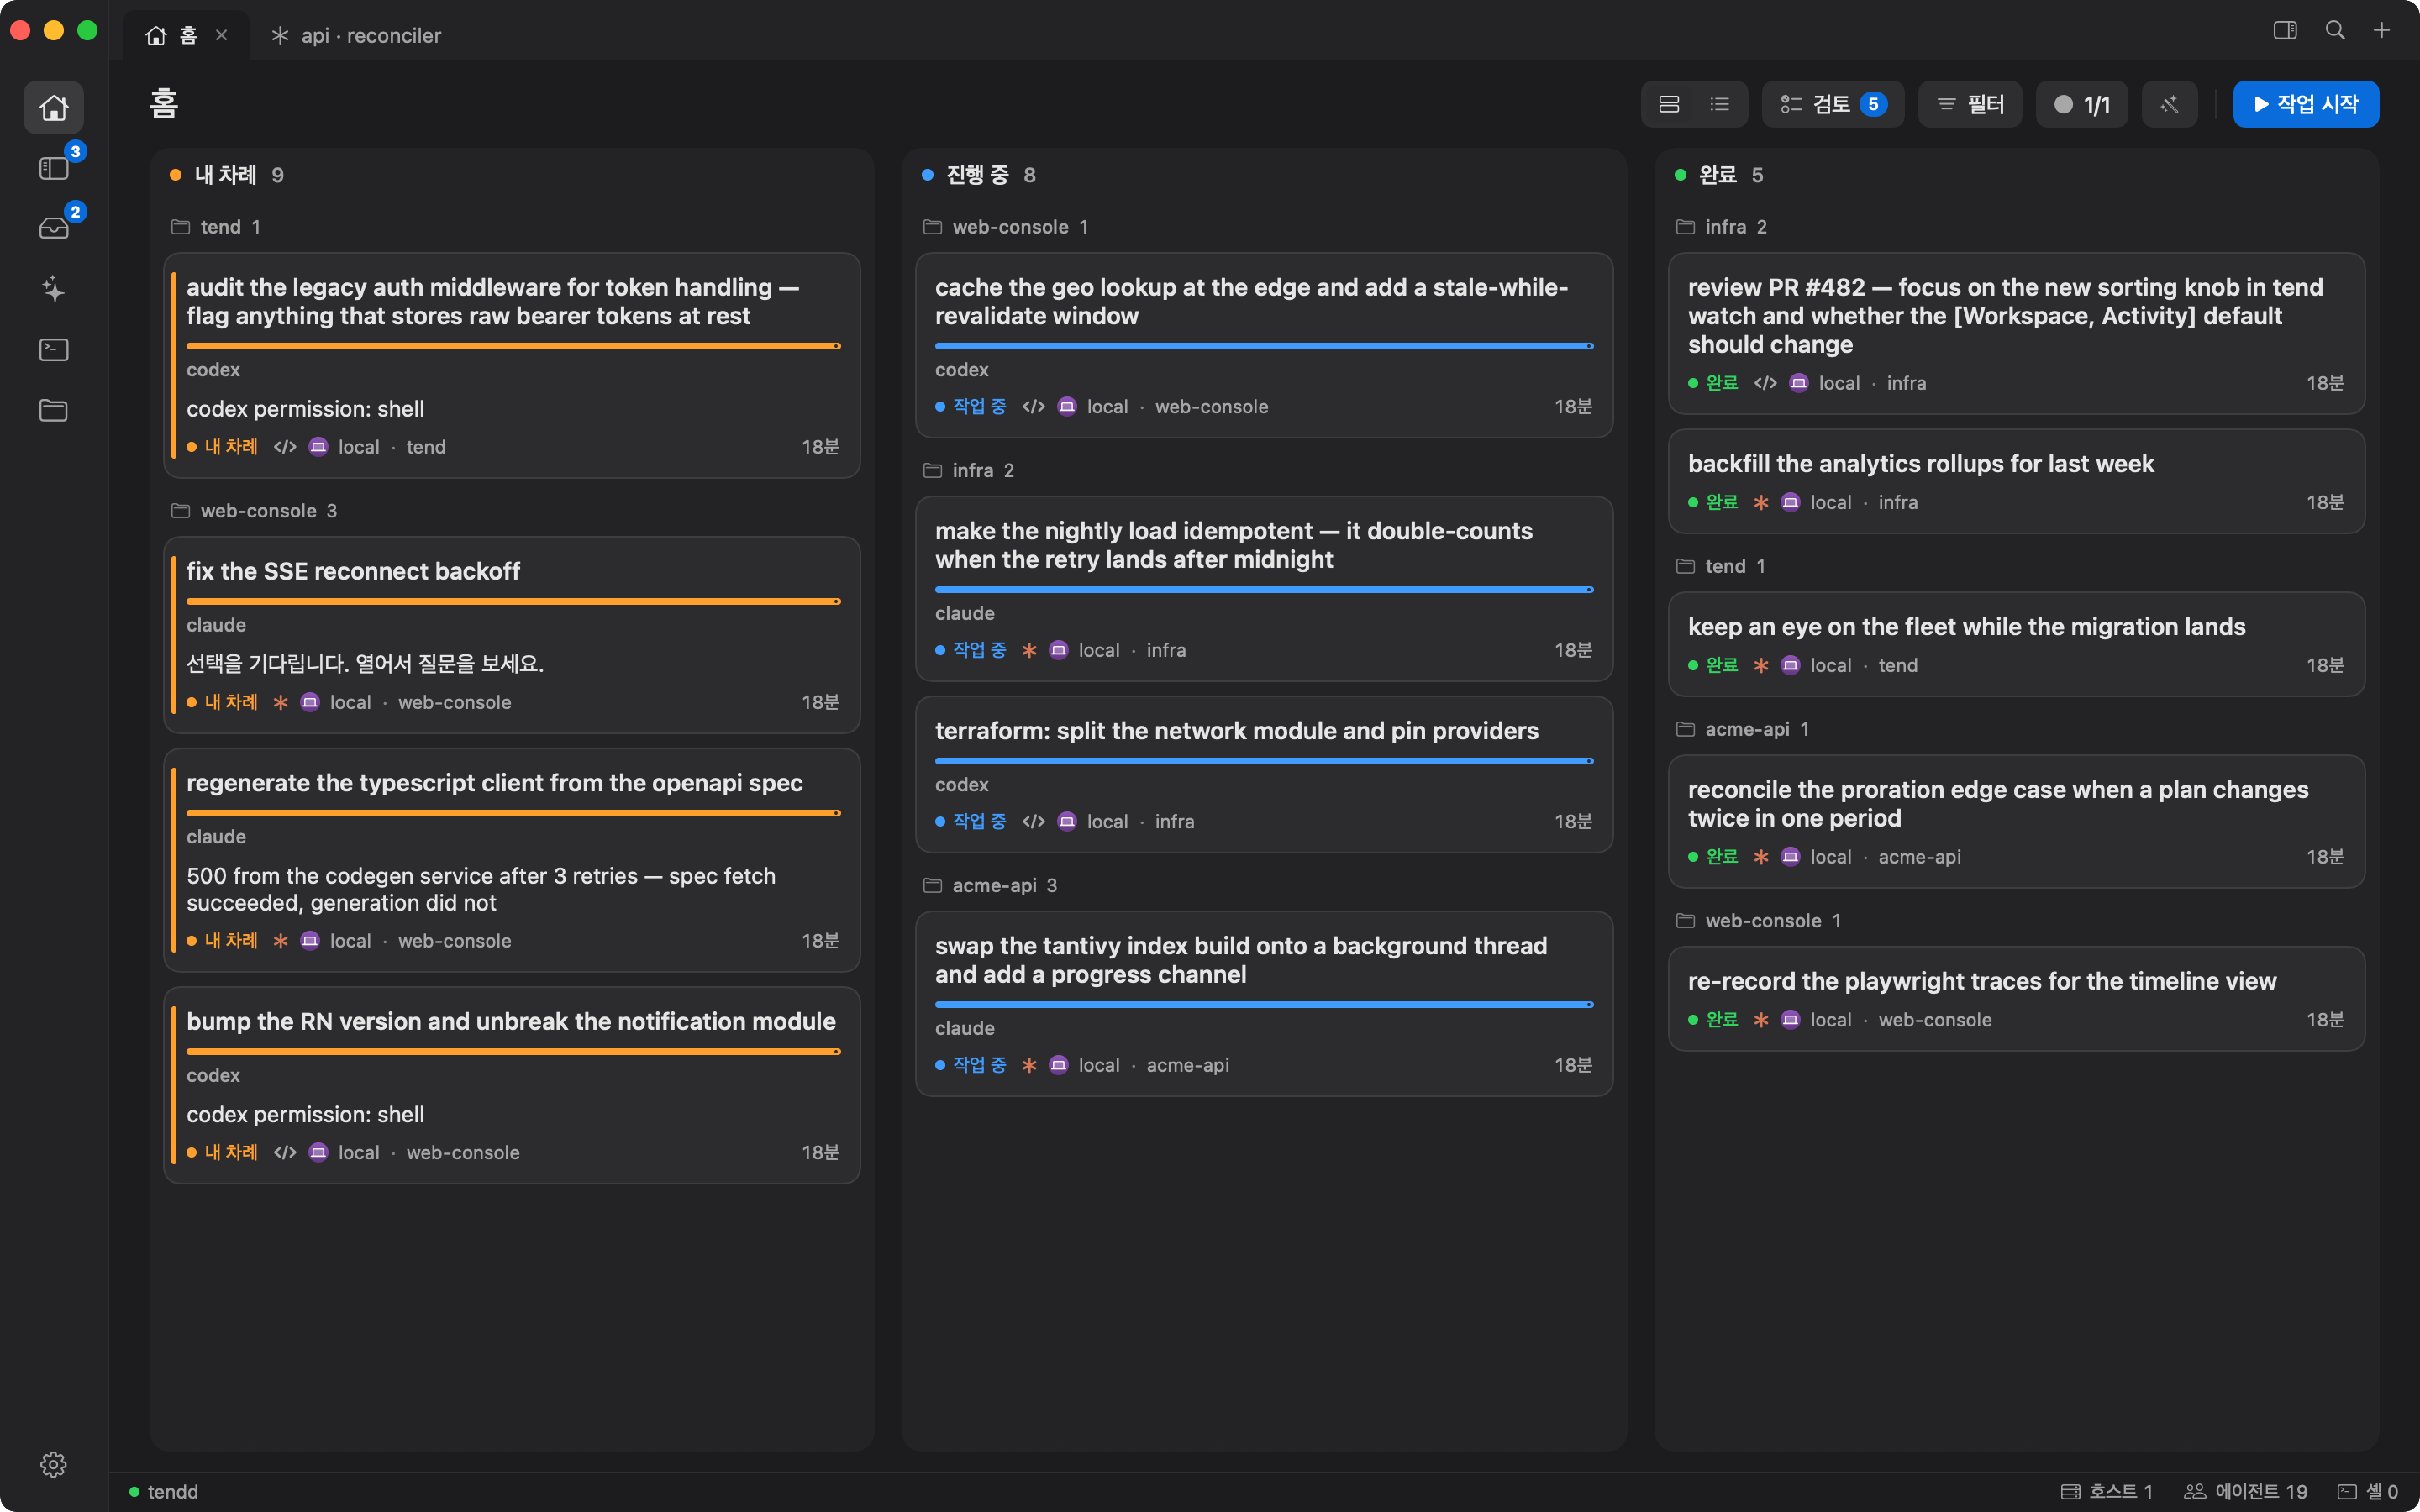 홈
api · reconciler
3
2
홈
검토 5
필터
1/1
작업 시작
내 차례 9
tend 1
audit the legacy auth middleware for token handling —
flag anything that stores raw bearer tokens at rest
codex
codex permission: shell
내 차례 </> local · tend 18분
web-console 3
fix the SSE reconnect backoff
claude
선택을 기다립니다. 열어서 질문을 보세요.
내 차례 local · web-console 18분
regenerate the typescript client from the openapi spec
claude
500 from the codegen service after 3 retries — spec fetch
succeeded, generation did not
내 차례 local · web-console 18분
bump the RN version and unbreak the notification module
codex
codex permission: shell
내 차례 </> local · web-console 18분
진행 중 8
web-console 1
cache the geo lookup at the edge and add a stale-while-
revalidate window
codex
작업 중 </> local · web-console 18분
infra 2
make the nightly load idempotent — it double-counts
when the retry lands after midnight
claude
작업 중 local · infra 18분
terraform: split the network module and pin providers
codex
작업 중 </> local · infra 18분
acme-api 3
swap the tantivy index build onto a background thread
and add a progress channel
claude
작업 중 local · acme-api 18분
완료 5
infra 2
review PR #482 — focus on the new sorting knob in tend
watch and whether the [Workspace, Activity] default
should change
완료 </> local · infra 18분
backfill the analytics rollups for last week
완료 local · infra 18분
tend 1
keep an eye on the fleet while the migration lands
완료 local · tend 18분
acme-api 1
reconcile the proration edge case when a plan changes
twice in one period
완료 local · acme-api 18분
web-console 1
re-record the playwright traces for the timeline view
완료 local · web-console 18분
tendd
호스트 1
에이전트 19
셸 0